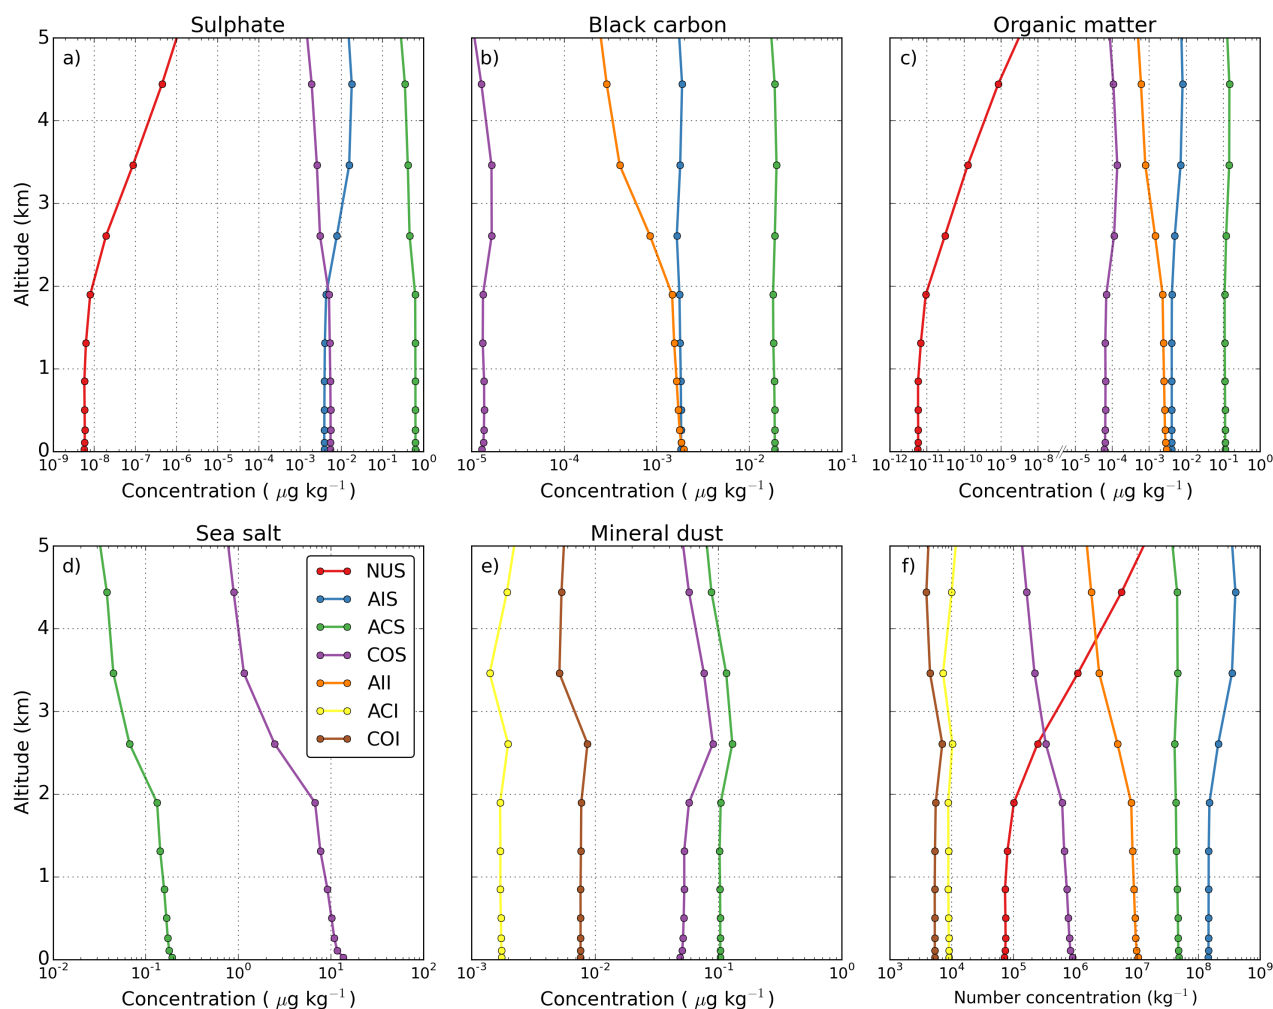 Sulphate
Black carbon
Organic matter
a)
b)
c)
5
4
3
2
1
0
Altitude (km)
10⁻⁹ 10⁻⁸ 10⁻⁷ 10⁻⁶ 10⁻⁵ 10⁻⁴ 10⁻³ 10⁻² 10⁻¹ 10⁰
10⁻⁵ 10⁻⁴ 10⁻³ 10⁻² 10⁻¹
10⁻¹² 10⁻¹¹ 10⁻¹⁰ 10⁻⁹ 10⁻⁸ // 10⁻⁵ 10⁻⁴ 10⁻³ 10⁻² 10⁻¹ 10⁰
Concentration ( μg kg⁻¹)
Concentration ( μg kg⁻¹)
Concentration ( μg kg⁻¹)
Sea salt
Mineral dust
d)
e)
f)
5
4
3
2
1
0
Altitude (km)
NUS
AIS
ACS
COS
AII
ACI
COI
10⁻² 10⁻¹ 10⁰ 10¹ 10²
10⁻³ 10⁻² 10⁻¹ 10⁰
10³ 10⁴ 10⁵ 10⁶ 10⁷ 10⁸ 10⁹
Concentration ( μg kg⁻¹)
Concentration ( μg kg⁻¹)
Number concentration (kg⁻¹)